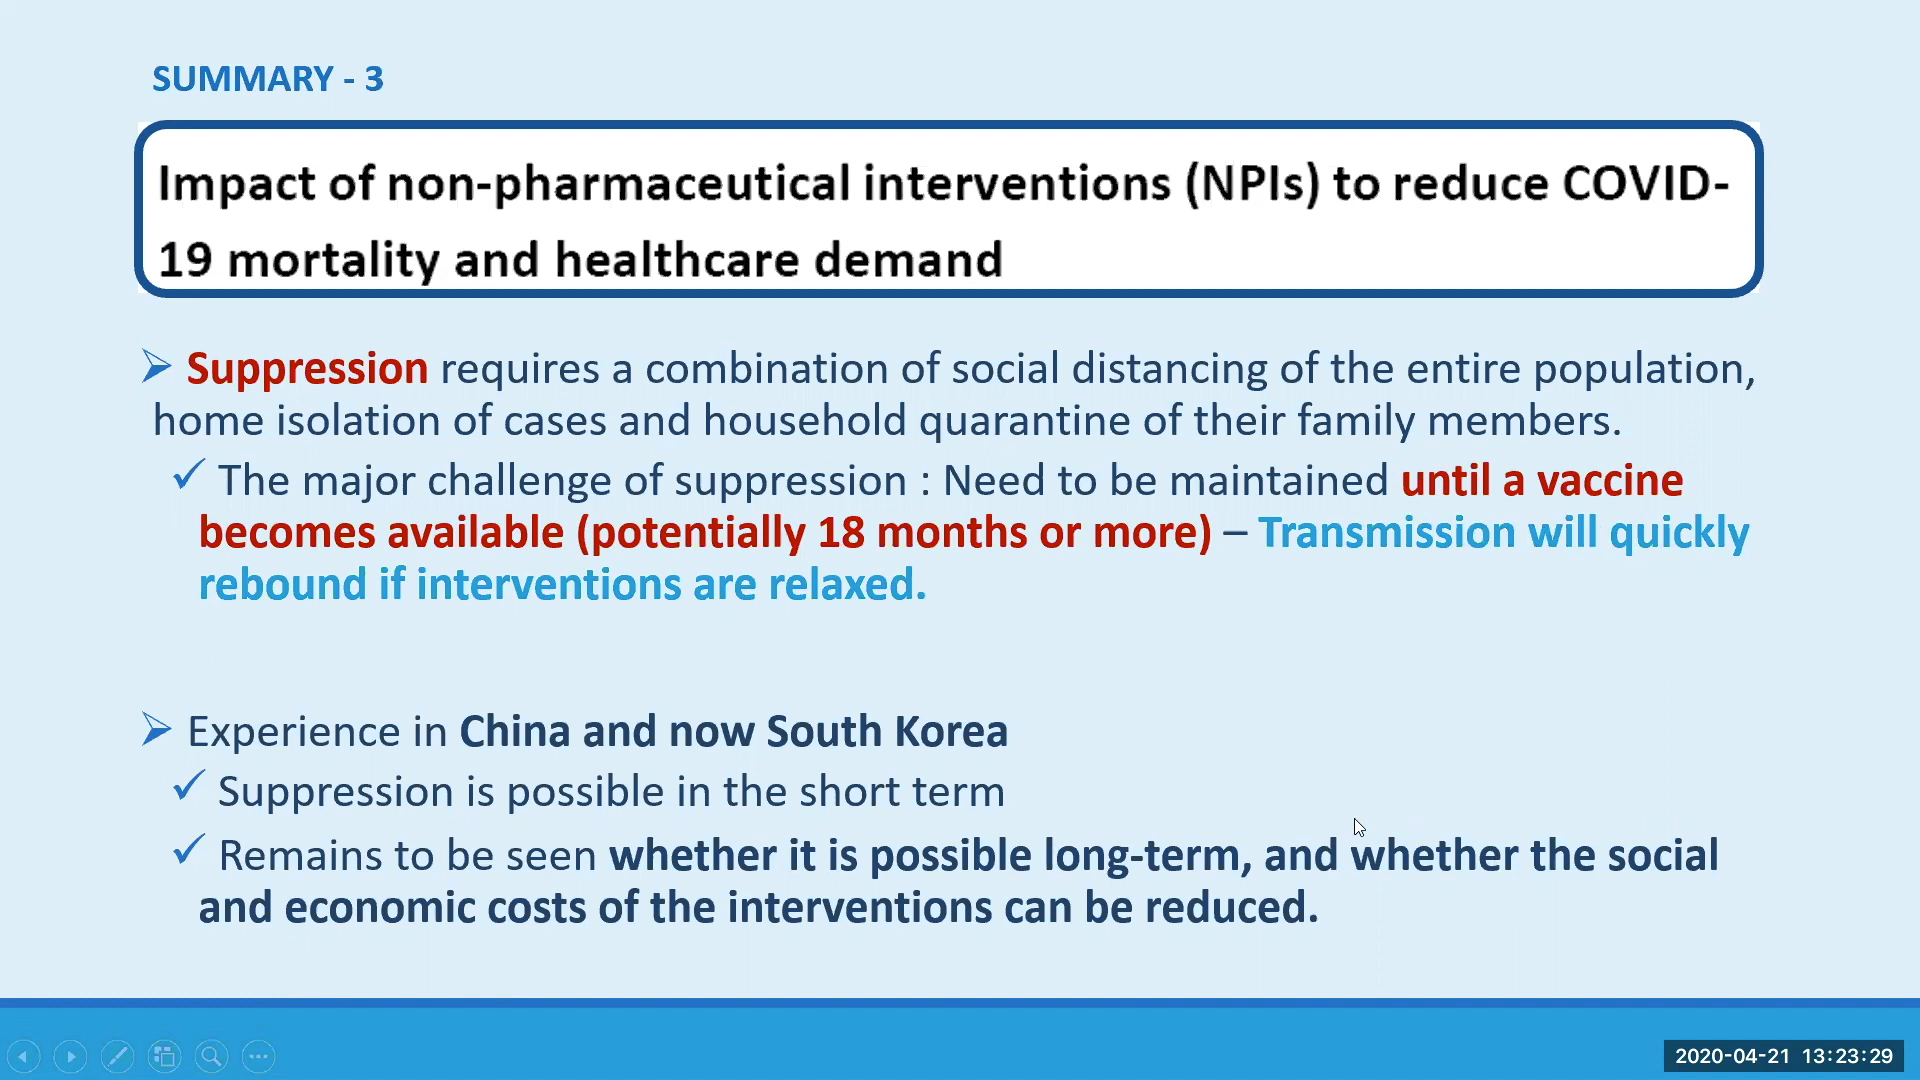 SUMMARY - 3
Impact of non-pharmaceutical interventions (NPIs) to reduce COVID-
19 mortality and healthcare demand
➢ Suppression requires a combination of social distancing of the entire population,
home isolation of cases and household quarantine of their family members.
✓ The major challenge of suppression : Need to be maintained until a vaccine
becomes available (potentially 18 months or more) – Transmission will quickly
rebound if interventions are relaxed.
➢ Experience in China and now South Korea
✓ Suppression is possible in the short term
✓ Remains to be seen whether it is possible long-term, and whether the social
and economic costs of the interventions can be reduced.
2020-04-21 13:23:29